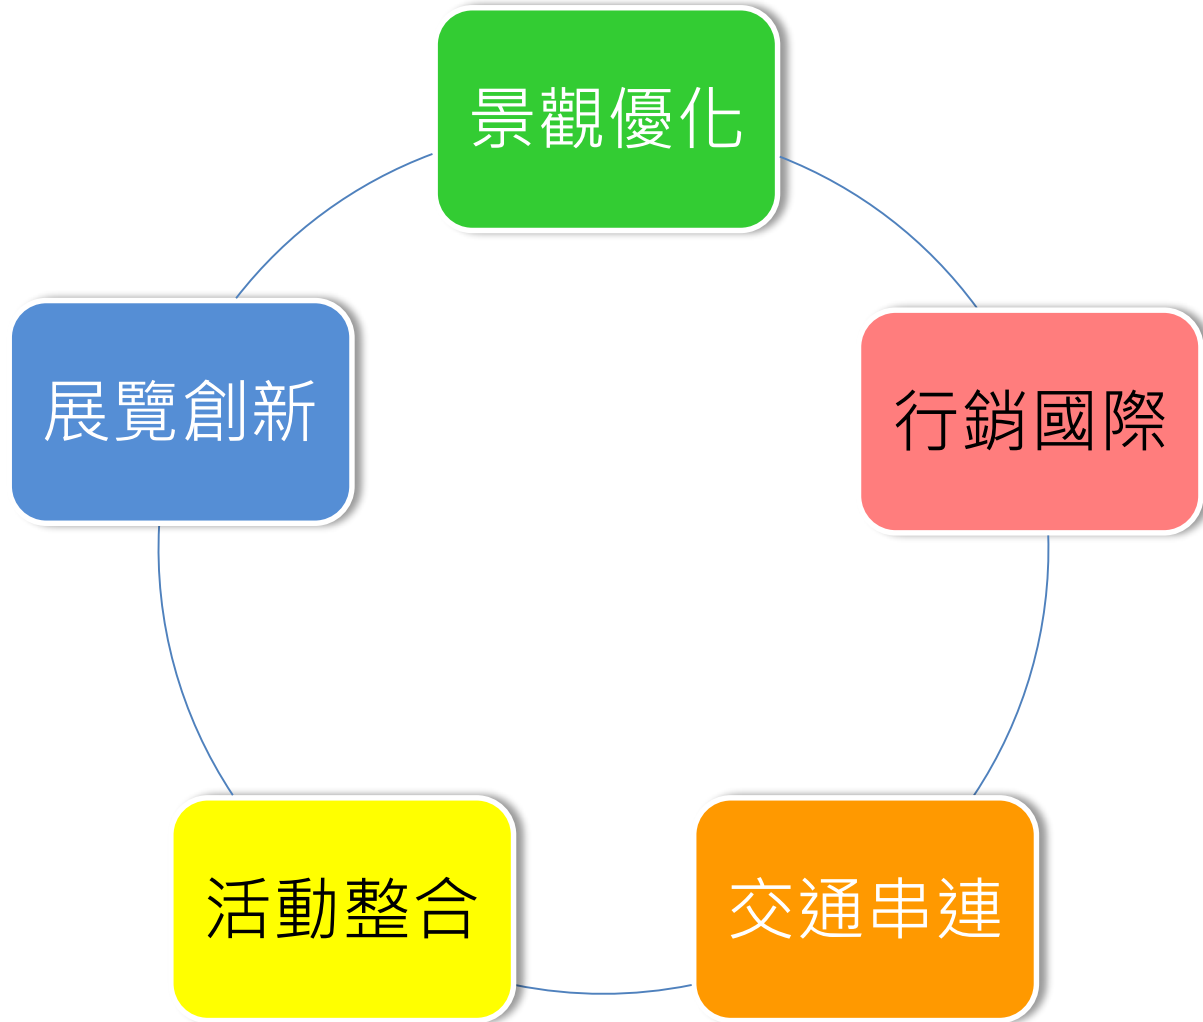 景觀優化
展覽創新
行銷國際
活動整合
交通串連